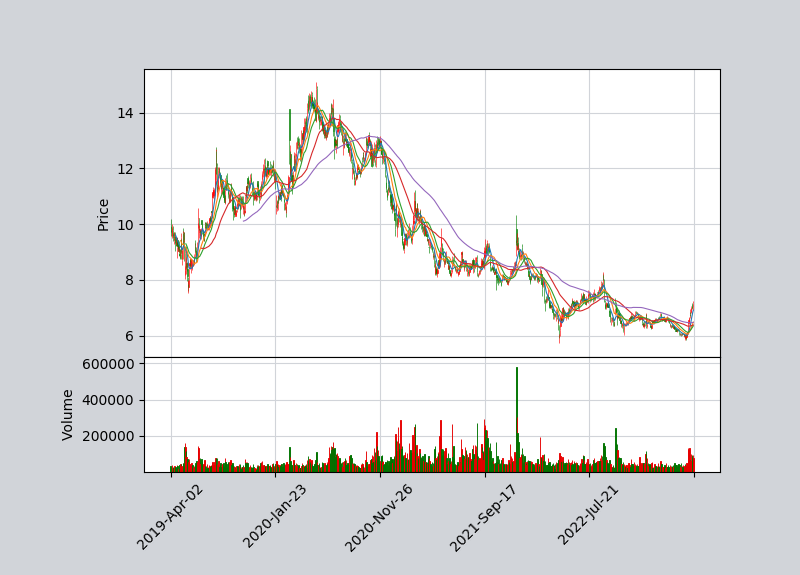 Price
14
12
10
8
6
Volume
600000
400000
200000
2019-Apr-02
2020-Jan-23
2020-Nov-26
2021-Sep-17
2022-Jul-21